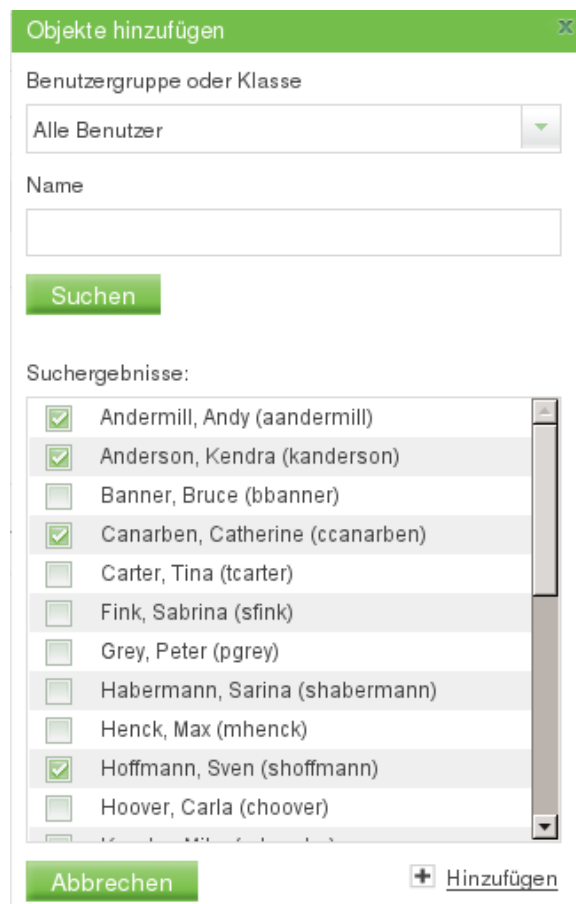 Objekte hinzufügen
Benutzergruppe oder Klasse
Alle Benutzer
Name
Suchen
Suchergebnisse:
Andermill, Andy (aandermill)
Anderson, Kendra (kanderson)
Banner, Bruce (bbanner)
Canarben, Catherine (ccanarben)
Carter, Tina (tcarter)
Fink, Sabrina (sfink)
Grey, Peter (pgrey)
Habermann, Sarina (shabermann)
Henck, Max (mhenck)
Hoffmann, Sven (shoffmann)
Hoover, Carla (choover)
Abbrechen
Hinzufügen